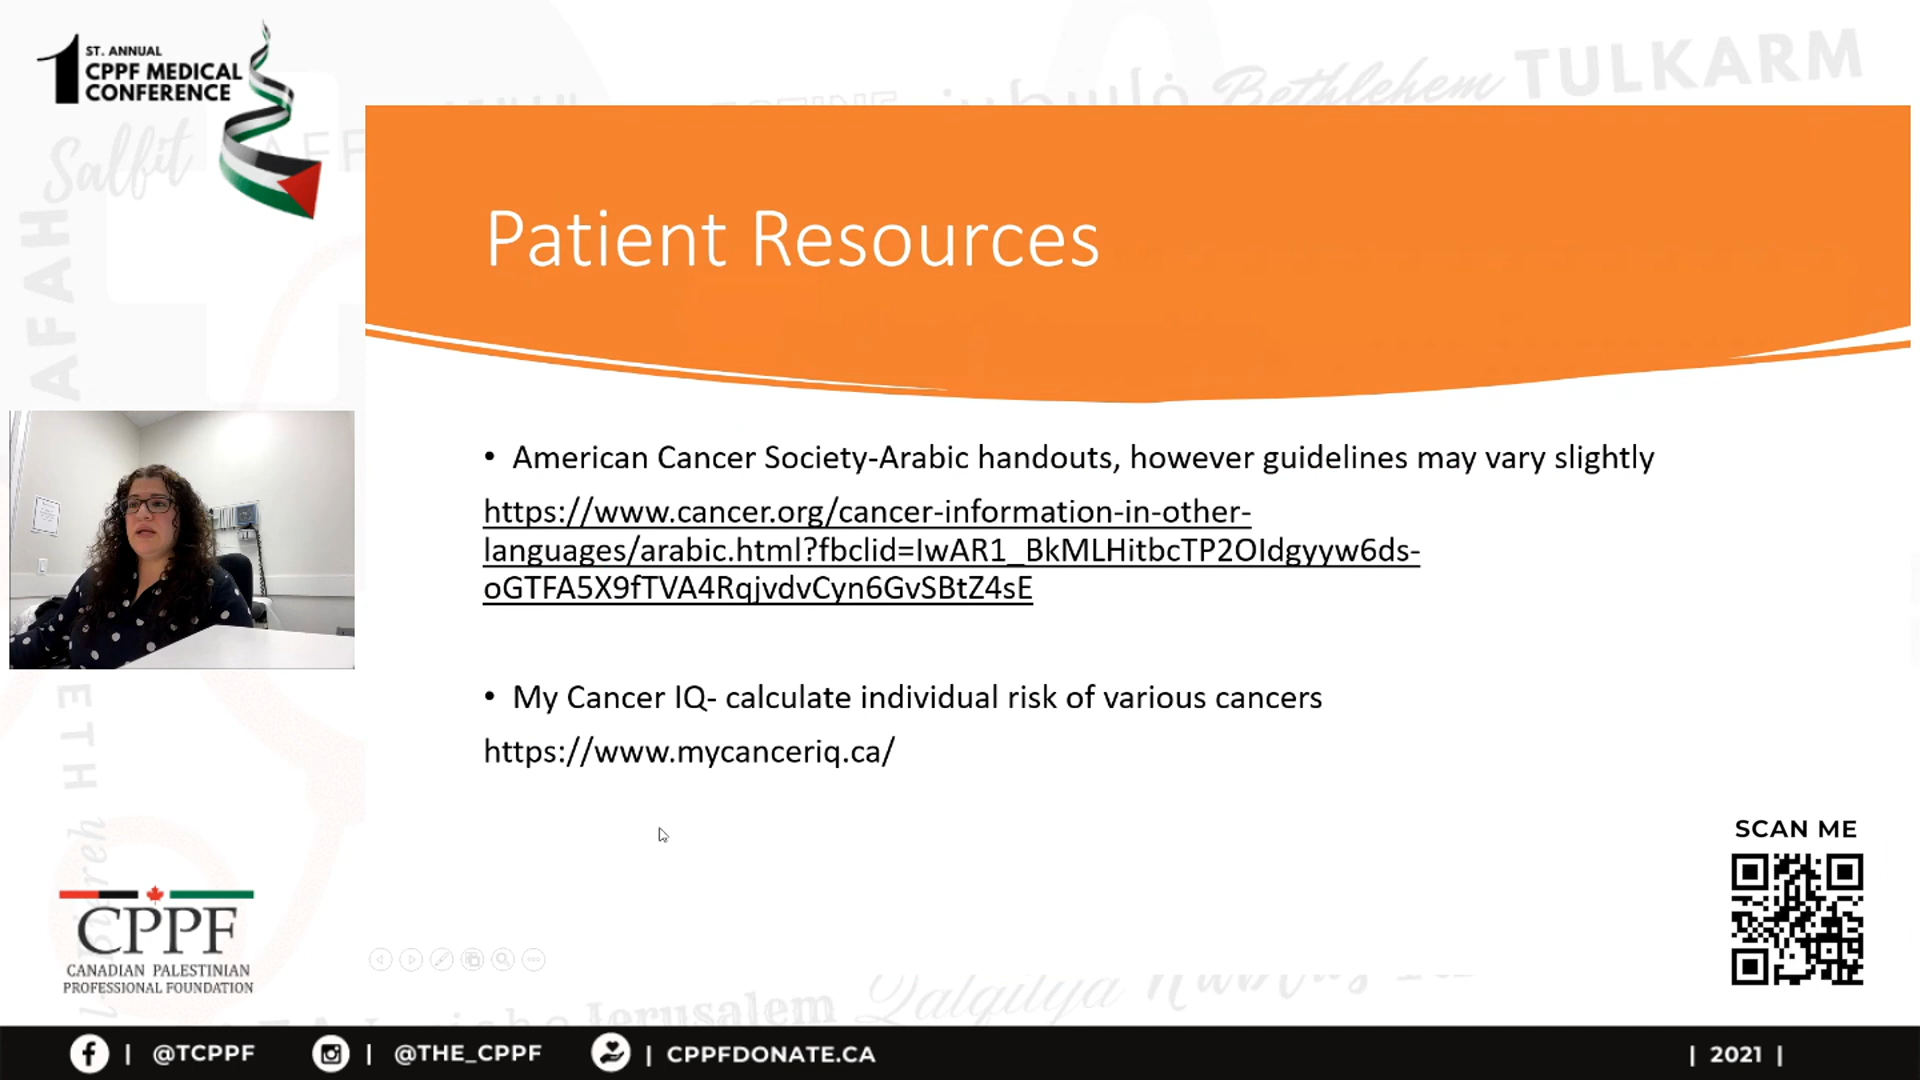 ST. ANNUAL
1 CPPF MEDICAL
CONFERENCE
TULKARM
Bethlehem
Salfit
AFAH
Patient Resources
• American Cancer Society-Arabic handouts, however guidelines may vary slightly
https://www.cancer.org/cancer-information-in-other-
languages/arabic.html?fbclid=IwAR1_BkMLHitbcTP2OIdgyyw6ds-
oGTFA5X9fTVA4RqjvdvCyn6GvSBtZ4sE
• My Cancer IQ- calculate individual risk of various cancers
https://www.mycanceriq.ca/
SCAN ME
CPPF
CANADIAN PALESTINIAN
PROFESSIONAL FOUNDATION
Jerusalem
Qalqilya
| @TCPPF
| @THE_CPPF
| CPPFDONATE.CA
| 2021 |